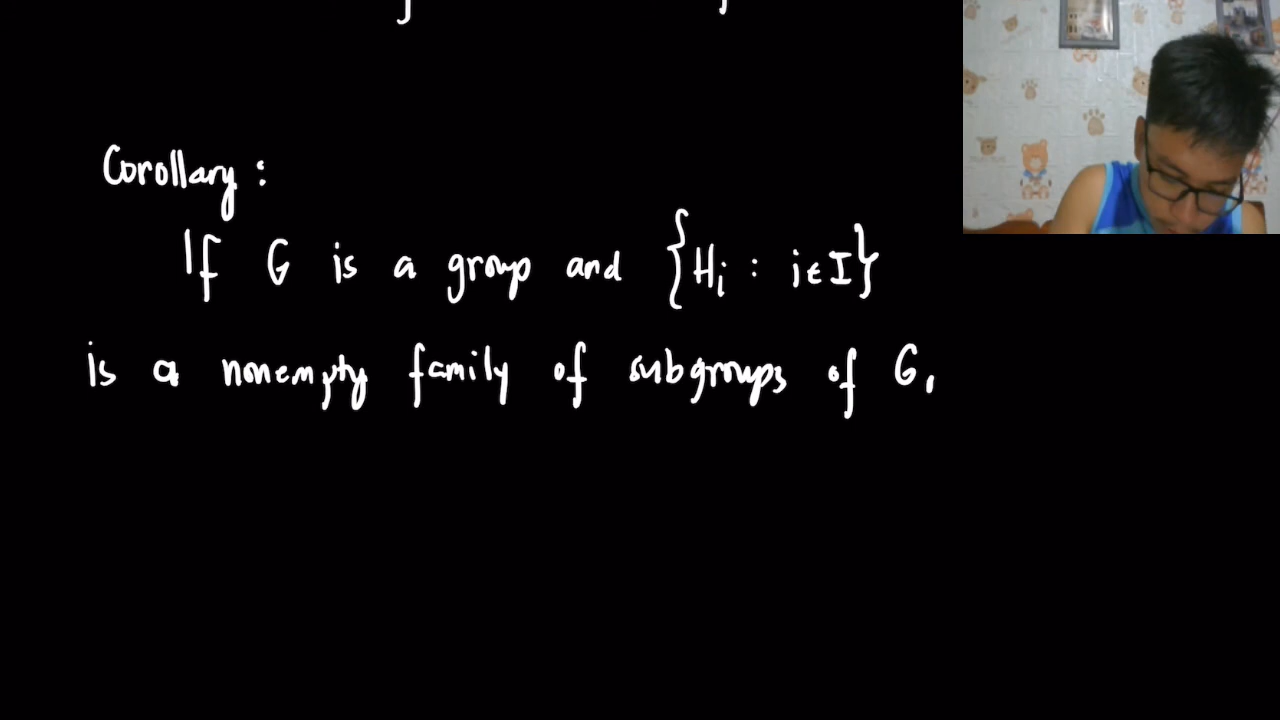 Corollary:
If G is a group and {Hi : i∈I}
is a nonempty family of subgroups of G,